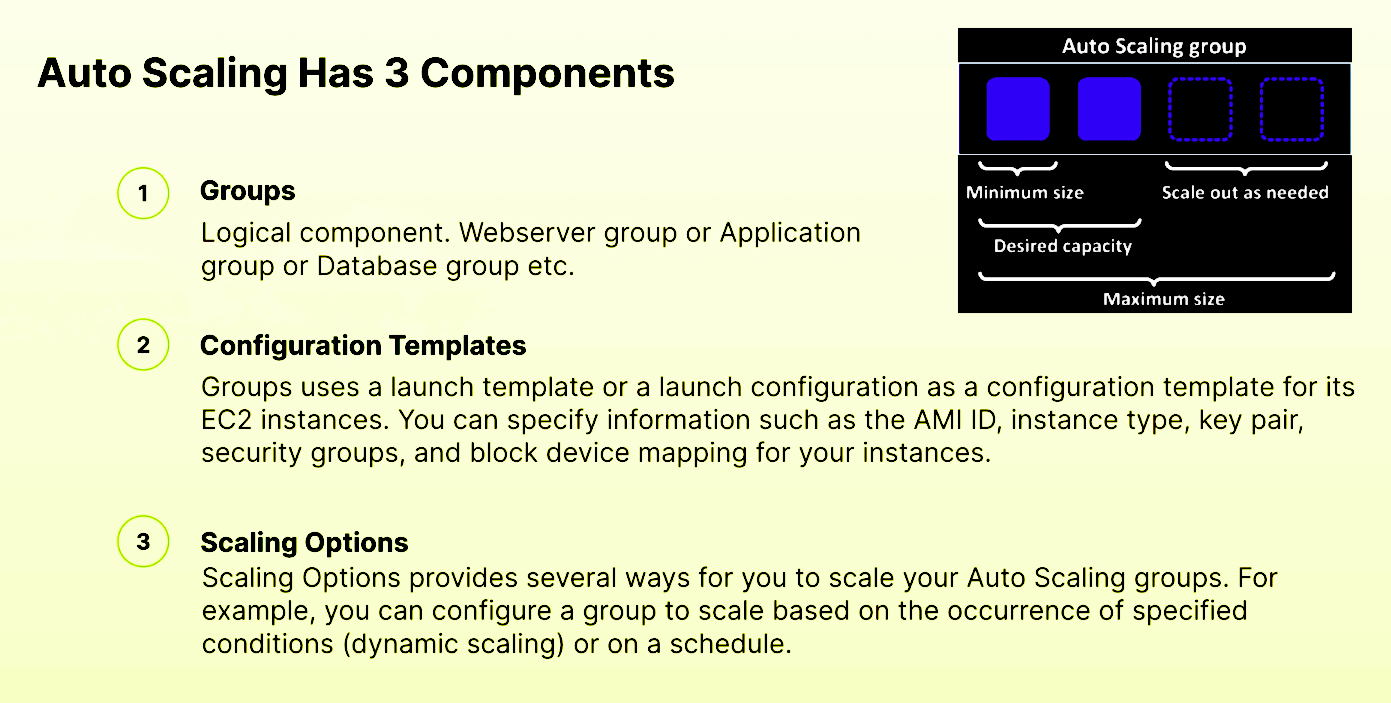 Auto Scaling Has 3 Components
Auto Scaling group
Minimum size
Scale out as needed
Desired capacity
Maximum size
1
Groups
Logical component. Webserver group or Application
group or Database group etc.
2
Configuration Templates
Groups uses a launch template or a launch configuration as a configuration template for its
EC2 instances. You can specify information such as the AMI ID, instance type, key pair,
security groups, and block device mapping for your instances.
3
Scaling Options
Scaling Options provides several ways for you to scale your Auto Scaling groups. For
example, you can configure a group to scale based on the occurrence of specified
conditions (dynamic scaling) or on a schedule.